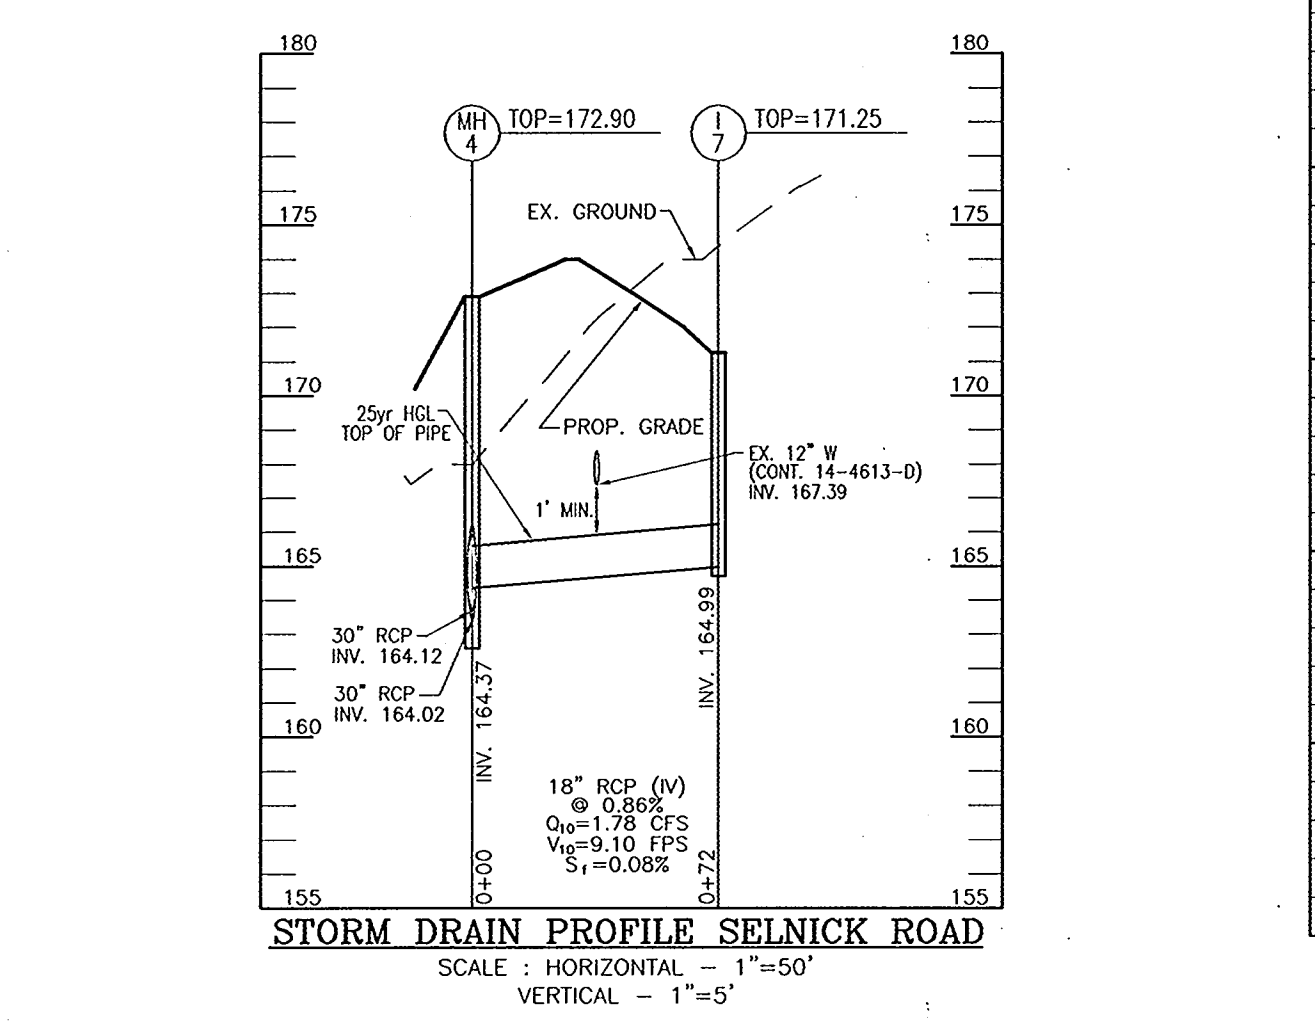 180
180
MH
4
TOP=172.90
I
7
TOP=171.25
175
EX. GROUND
175
170
170
25yr HGL
TOP OF PIPE
PROP. GRADE
EX. 12" W
(CONT. 14-4613-D)
INV. 167.39
1' MIN.
165
165
30" RCP
INV. 164.12
30" RCP
INV. 164.02
INV. 164.37
INV. 164.99
160
160
18" RCP (IV)
@ 0.86%
Q10=1.78 CFS
V10=9.10 FPS
Sf=0.08%
0+00
0+72
155
155
STORM DRAIN PROFILE SELNICK ROAD
SCALE : HORIZONTAL - 1"=50'
VERTICAL - 1"=5'